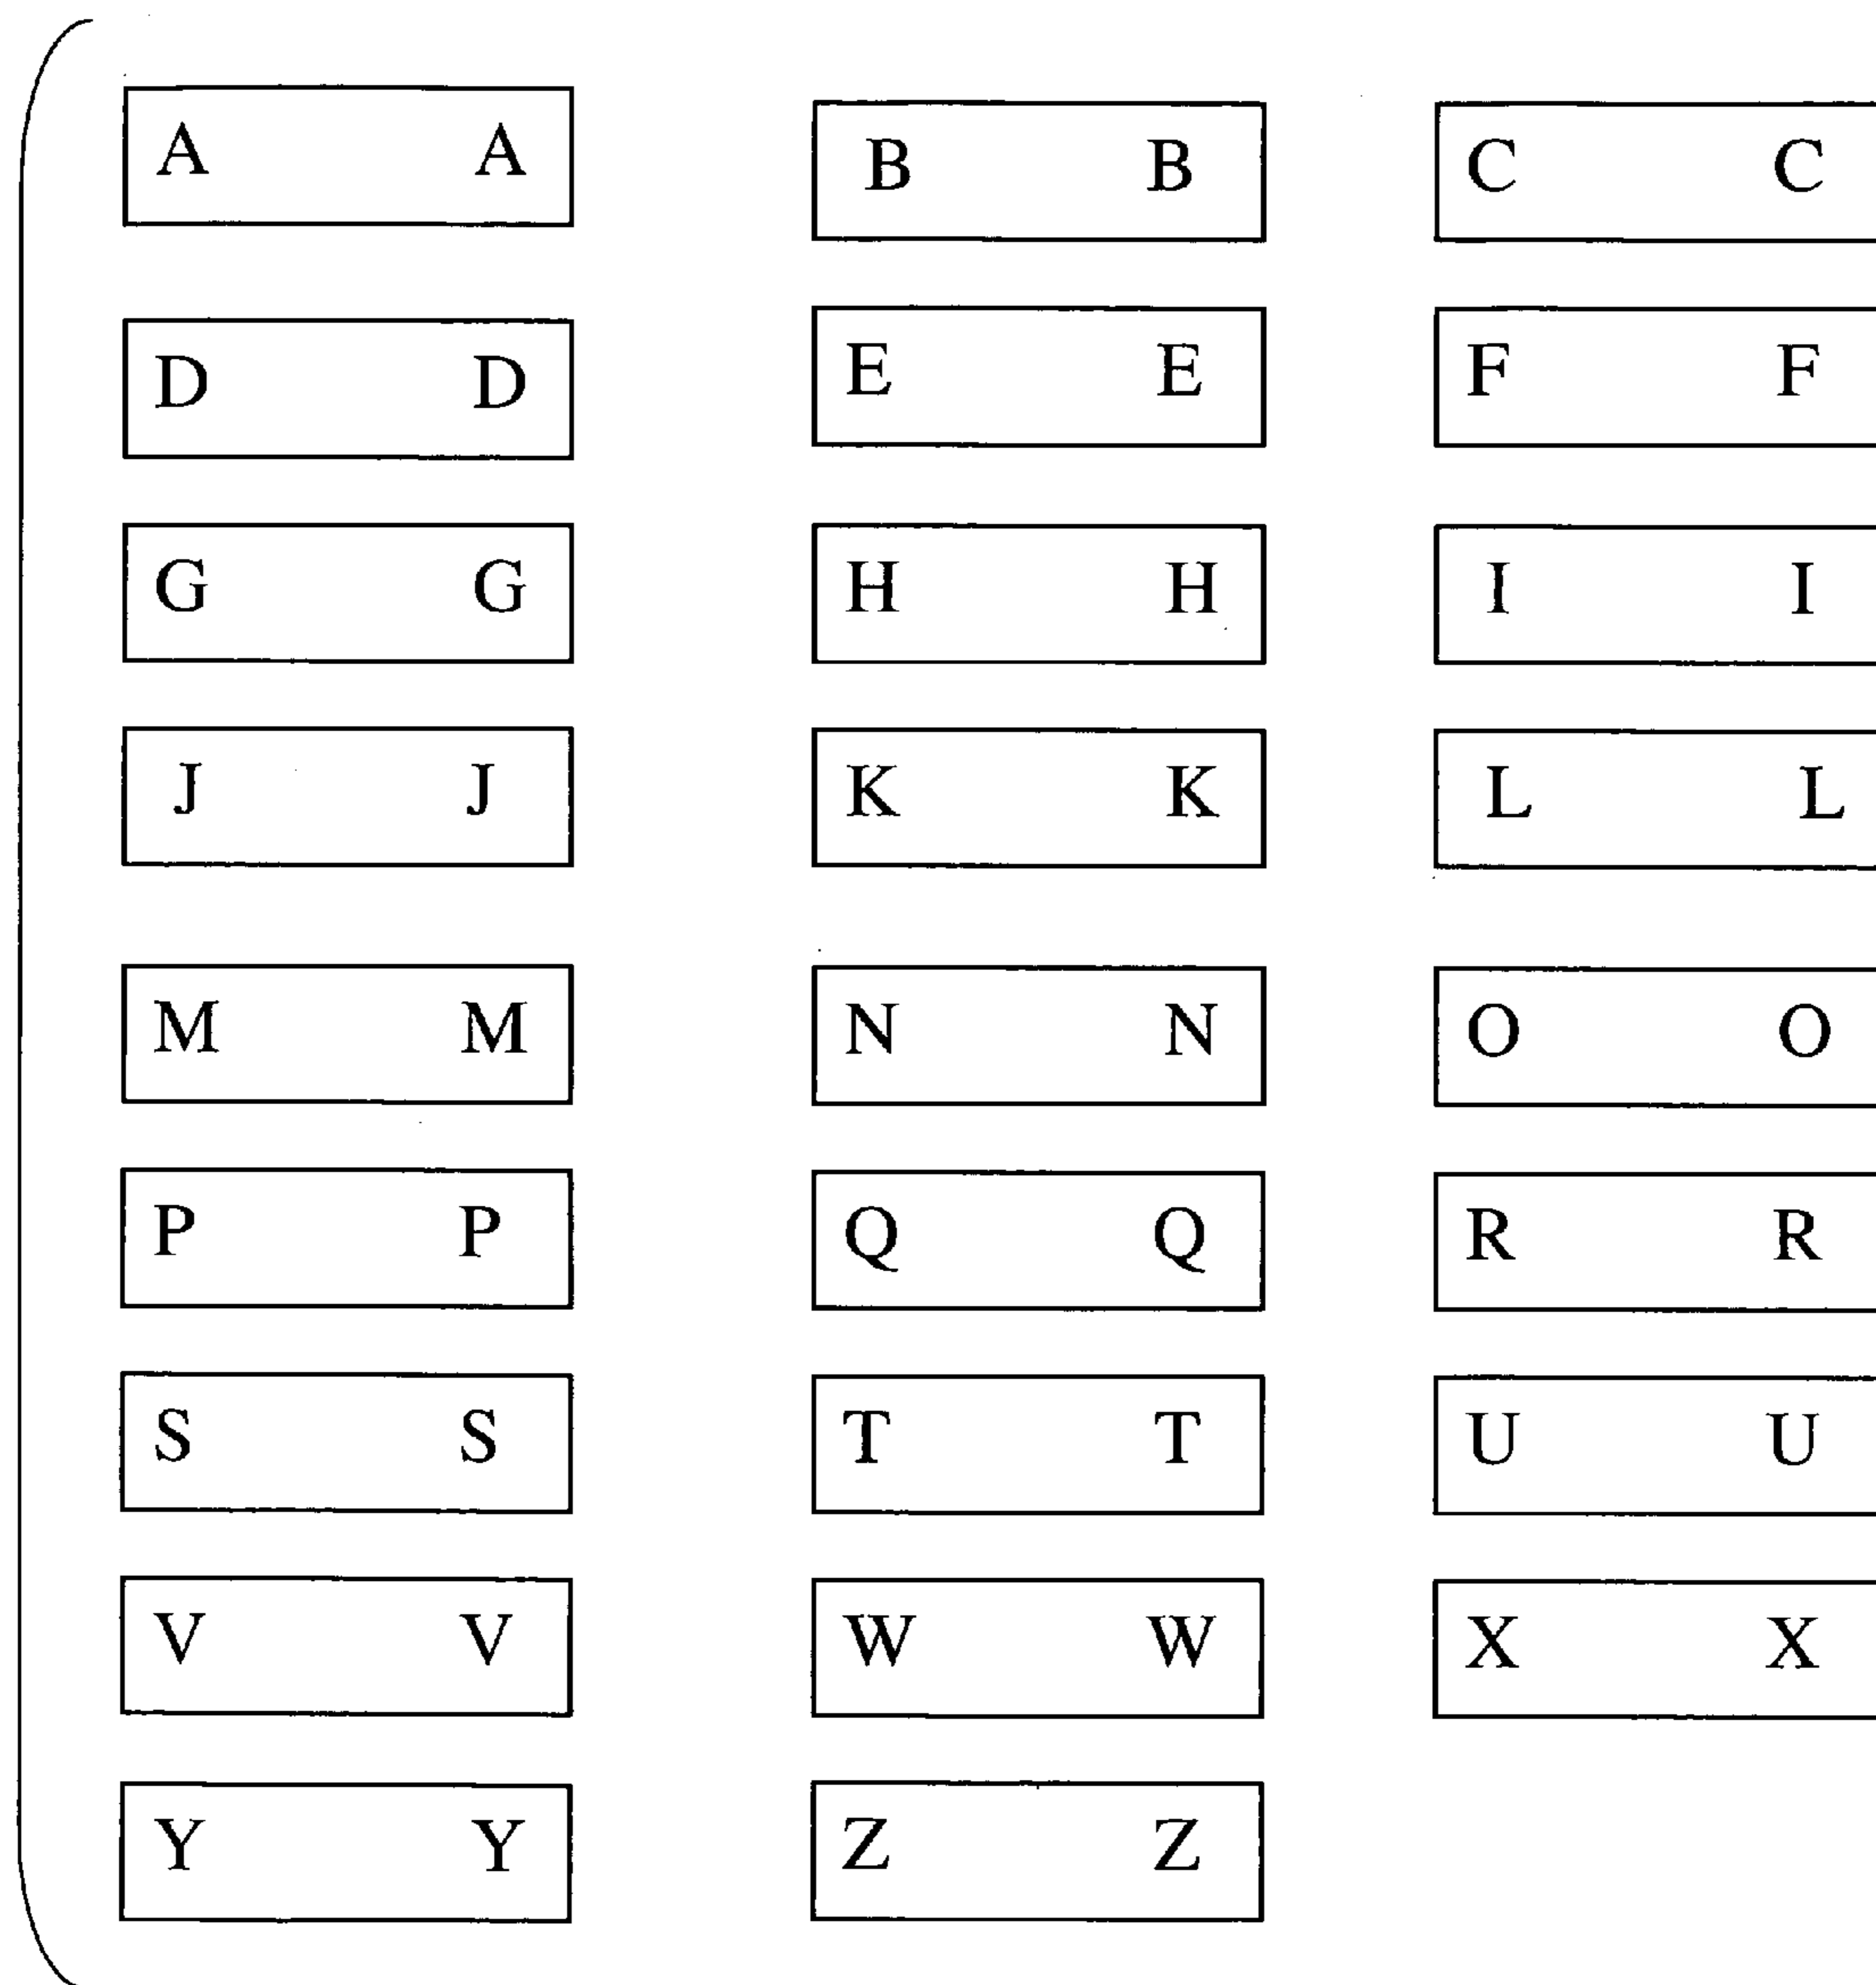 A A B B C C
D D E E F F
G G H H I I
J J K K L L
M M N N O O
P P Q Q R R
S S T T U U
V V W W X X
Y Y Z Z